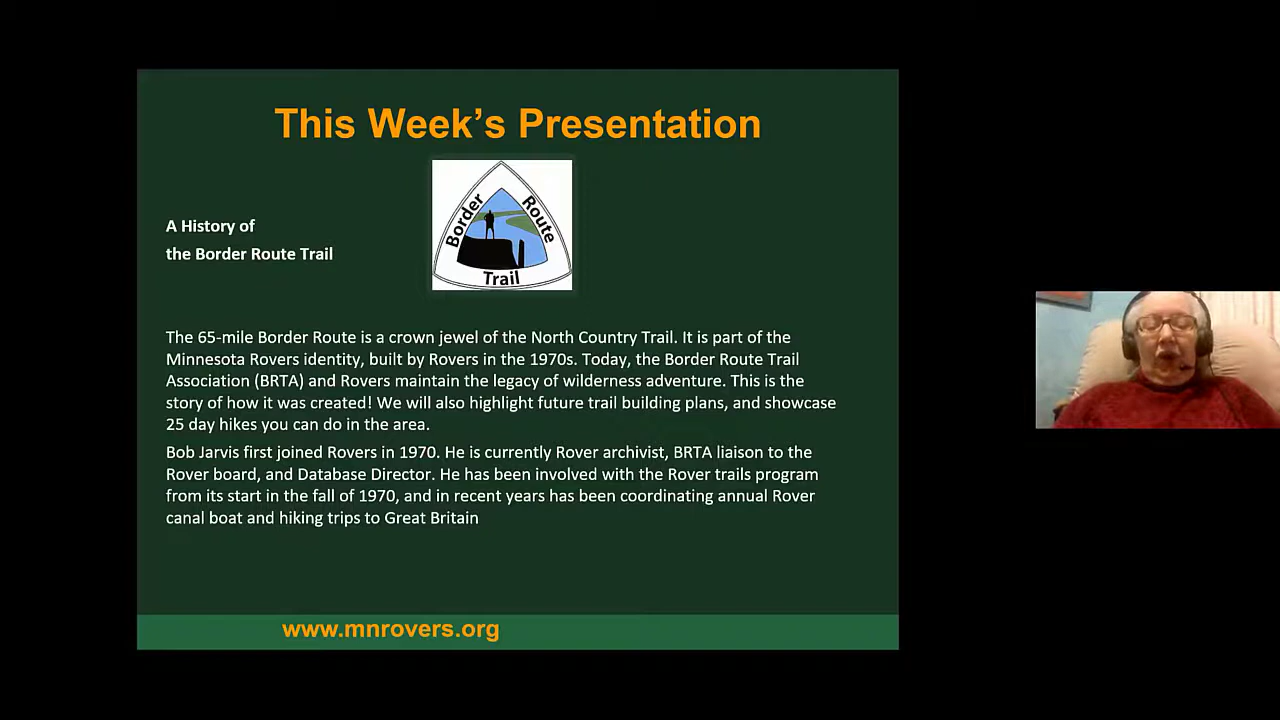 This Week's Presentation
Border Route Trail
A History of
the Border Route Trail
The 65-mile Border Route is a crown jewel of the North Country Trail. It is part of the
Minnesota Rovers identity, built by Rovers in the 1970s. Today, the Border Route Trail
Association (BRTA) and Rovers maintain the legacy of wilderness adventure. This is the
story of how it was created! We will also highlight future trail building plans, and showcase
25 day hikes you can do in the area.
Bob Jarvis first joined Rovers in 1970. He is currently Rover archivist, BRTA liaison to the
Rover board, and Database Director. He has been involved with the Rover trails program
from its start in the fall of 1970, and in recent years has been coordinating annual Rover
canal boat and hiking trips to Great Britain
www.mnrovers.org